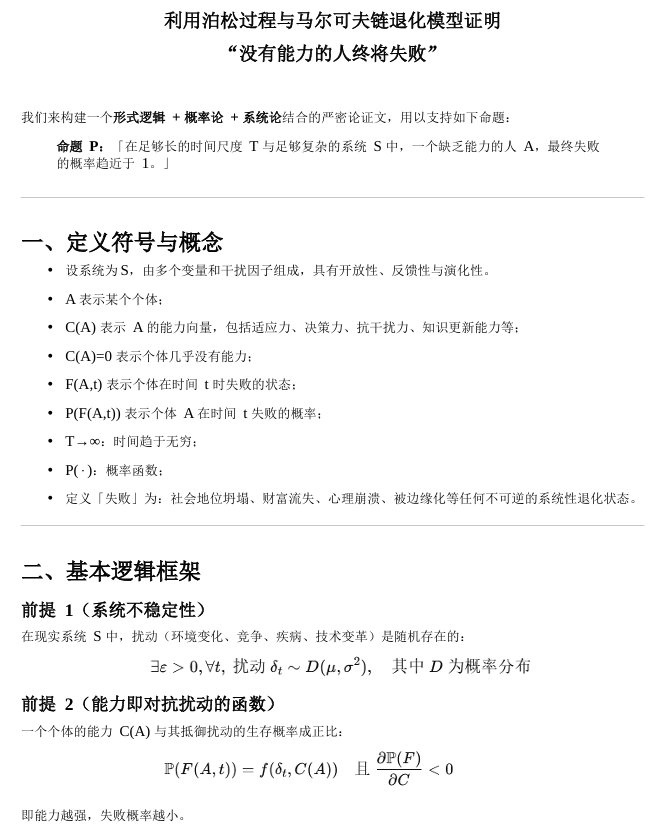 利用泊松过程与马尔可夫链退化模型证明
“没有能力的人终将失败”
我们来构建一个形式逻辑 + 概率论 + 系统论结合的严密论证文，用以支持如下命题：
命题 P：「在足够长的时间尺度 T 与足够复杂的系统 S 中，一个缺乏能力的人 A，最终失败
的概率趋近于 1。」
一、定义符号与概念
• 设系统为 S，由多个变量和干扰因子组成，具有开放性、反馈性与演化性。
• A 表示某个个体；
• C(A) 表示 A 的能力向量，包括适应力、决策力、抗干扰力、知识更新能力等；
• C(A)=0 表示个体几乎没有能力；
• F(A,t) 表示个体在时间 t 时失败的状态；
• P(F(A,t)) 表示个体 A 在时间 t 失败的概率；
• T→∞：时间趋于无穷；
• P(·)：概率函数；
• 定义「失败」为：社会地位坍塌、财富流失、心理崩溃、被边缘化等任何不可逆的系统性退化状态。
二、基本逻辑框架
前提 1（系统不稳定性）
在现实系统 S 中，扰动（环境变化、竞争、疾病、技术变革）是随机存在的：
∃ε > 0, ∀t, 扰动 δₜ ∼ D(μ, σ²), 其中 D 为概率分布
前提 2（能力即对抗扰动的函数）
一个个体的能力 C(A) 与其抵御扰动的生存概率成正比：
ℙ(F(A, t)) = f(δₜ, C(A)) 且 ∂ℙ(F)/∂C < 0
即能力越强，失败概率越小。